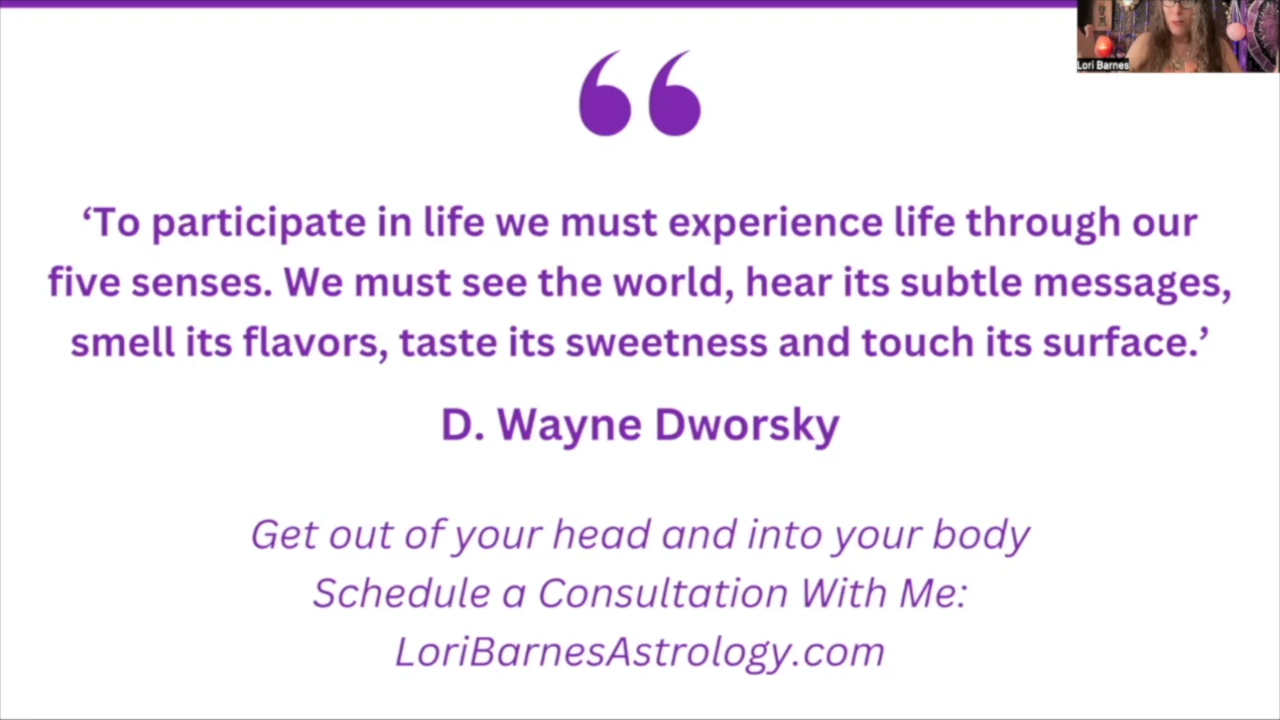 Lori Barnes
❝
‘To participate in life we must experience life through our
five senses. We must see the world, hear its subtle messages,
smell its flavors, taste its sweetness and touch its surface.’
D. Wayne Dworsky
Get out of your head and into your body
Schedule a Consultation With Me:
LoriBarnesAstrology.com